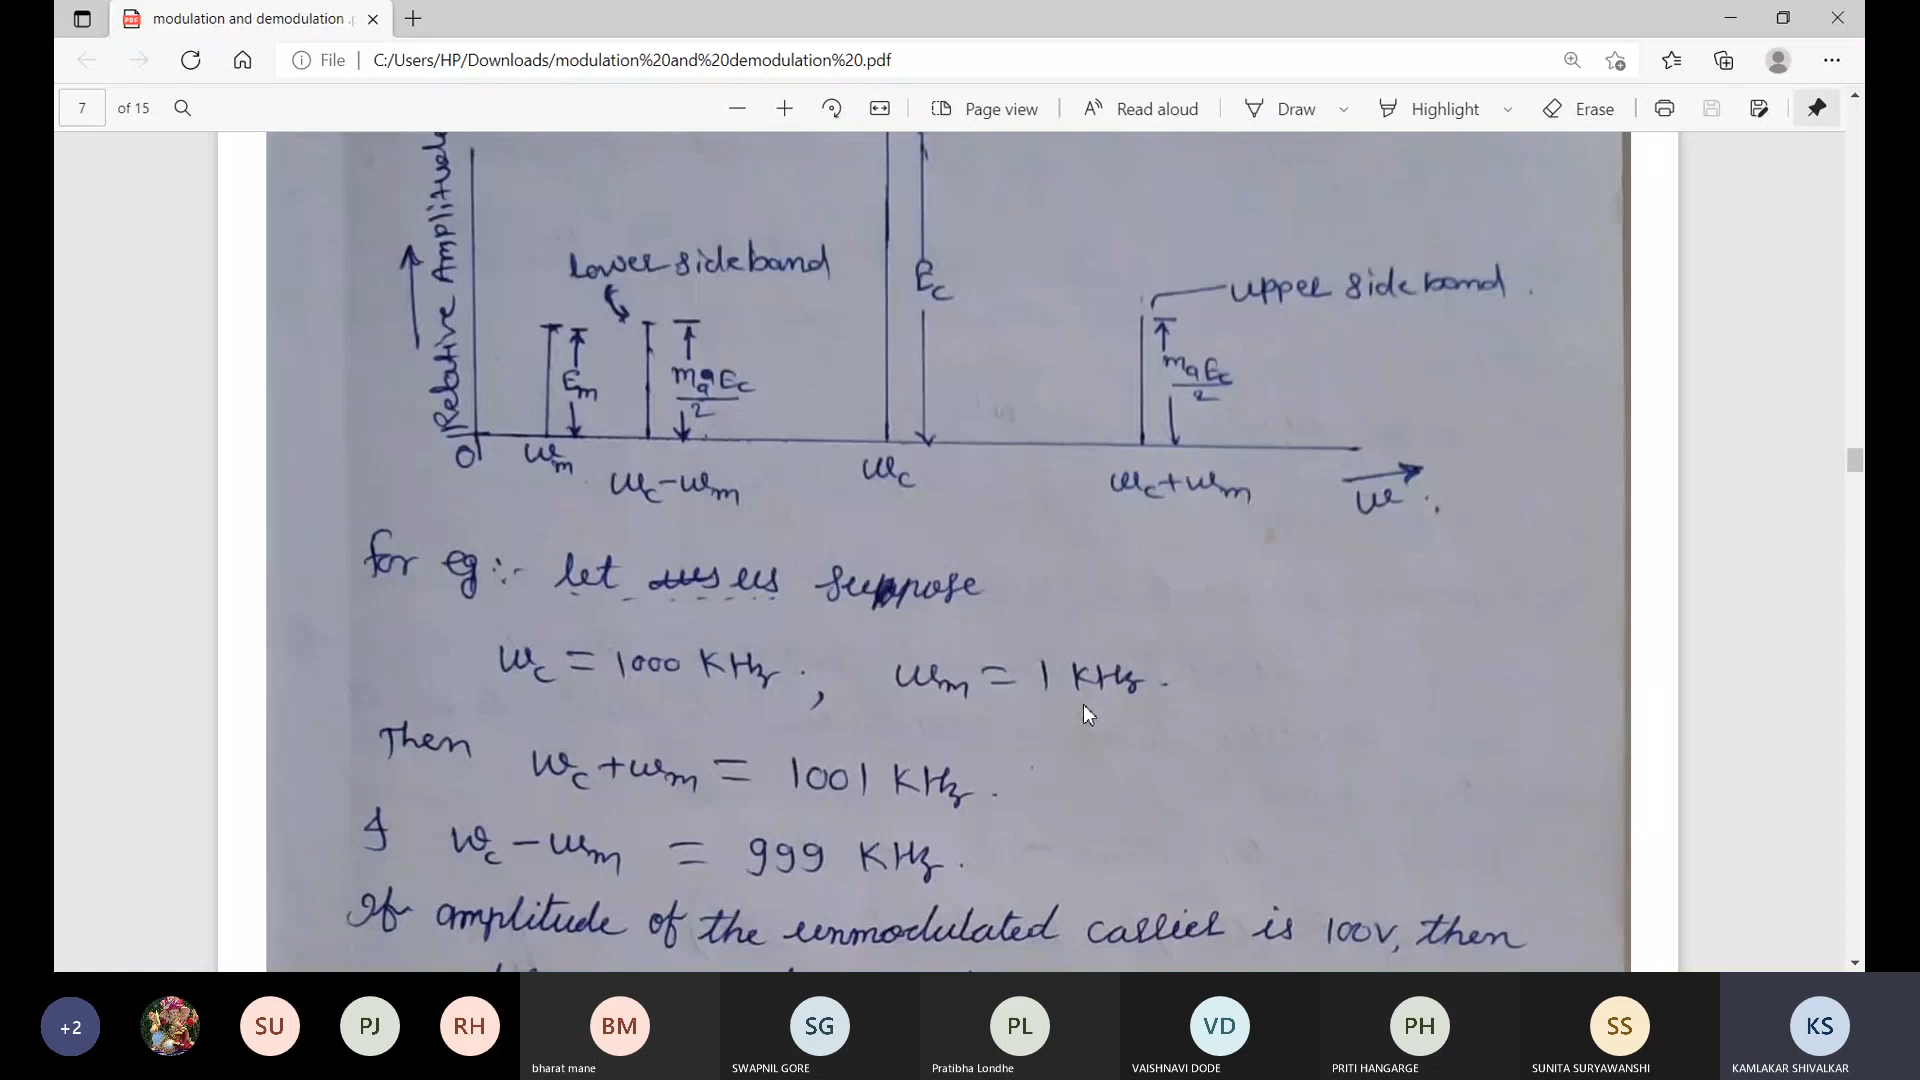 modulation and demodulation .p
File C:/Users/HP/Downloads/modulation%20and%20demodulation%20.pdf
7 of 15 Page view Read aloud Draw Highlight Erase
Relative Amplitude
Lower sideband
Ec
upper sideband .
Em
maEc/2
maEc/2
0
ωm
ωc-ωm
ωc
ωc+ωm
ω
for eg :- let us suppose
ωc = 1000 KHz , ωm = 1 KHz .
Then ωc+ωm = 1001 KHz .
& ωc - ωm = 999 KHz .
If amplitude of the unmodulated carrier is 100V, then
+2 SU PJ RH BM SG PL VD PH SS KS
bharat mane SWAPNIL GORE Pratibha Londhe VAISHNAVI DODE PRITI HANGARGE SUNITA SURYAWANSHI KAMLAKAR SHIVALKAR